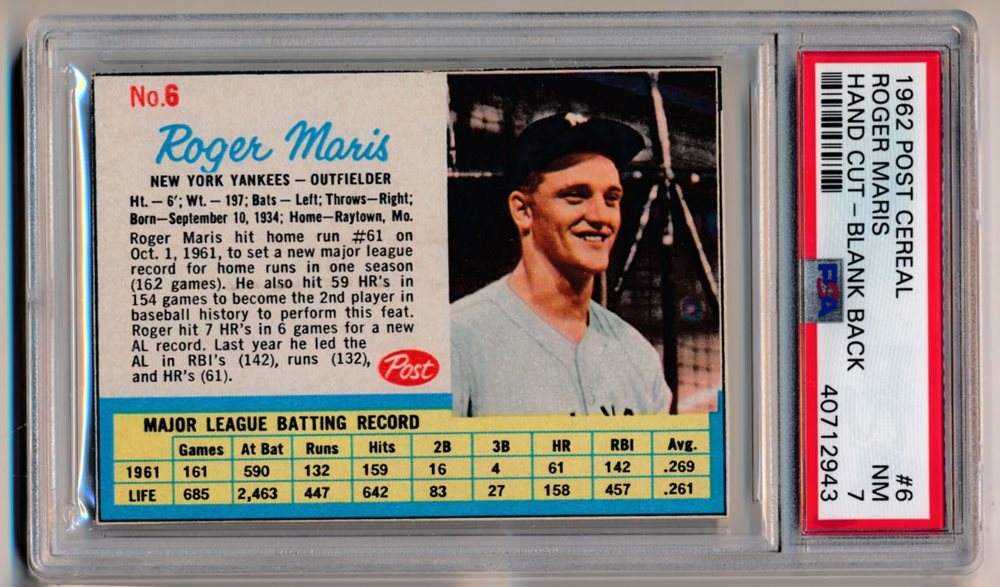 No.6
Roger Maris
NEW YORK YANKEES – OUTFIELDER
Ht. – 6'; Wt. – 197; Bats – Left; Throws–Right;
Born–September 10, 1934; Home–Raytown, Mo.
Roger Maris hit home run #61 on
Oct. 1, 1961, to set a new major league
record for home runs in one season
(162 games). He also hit 59 HR's in
154 games to become the 2nd player in
baseball history to perform this feat.
Roger hit 7 HR's in 6 games for a new
AL record. Last year he led the
AL in RBI's (142), runs (132),
and HR's (61).
Post
MAJOR LEAGUE BATTING RECORD
Games At Bat Runs Hits 2B 3B HR RBI Avg.
1961 161 590 132 159 16 4 61 142 .269
LIFE 685 2,463 447 642 83 27 158 457 .261
1962 POST CEREAL #6
ROGER MARIS NM
HAND CUT–BLANK BACK 7
PSA
40712943